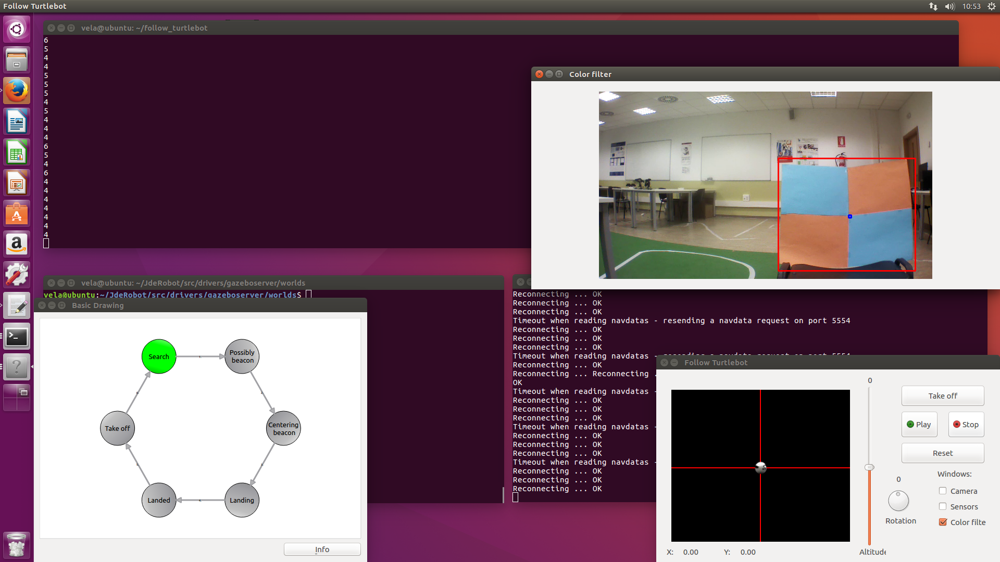 Follow Turtlebot
10:53
vela@ubuntu: ~/follow_turtlebot
6
5
4
4
5
5
5
4
5
4
4
4
6
5
4
6
4
4
4
4
4
4
4
Color filter
vela@ubuntu: ~/JdeRobot/src/drivers/gazeboserver/worlds
vela@ubuntu:~/JdeRobot/src/drivers/gazeboserver/worlds$
Basic Drawing
Search
Possibly
beacon
Take off
Centering
beacon
Landed
Landing
Info
Reconnecting ... OK
Reconnecting ... OK
Reconnecting ... OK
Timeout when reading navdatas - resending a navdata request on port 5554
Reconnecting ... OK
Reconnecting ... OK
Reconnecting ... OK
Timeout when reading navdatas - resending a navdata request on port 5554
Reconnecting ... OK
Reconnecting ... Reconnecting .
OK
Timeout when reading navdatas -
Reconnecting ... OK
Reconnecting ... OK
Reconnecting ... OK
Timeout when reading navdatas -
Reconnecting ... OK
Reconnecting ... OK
Reconnecting ... OK
Timeout when reading navdatas -
Reconnecting ... OK
Reconnecting ... OK
Reconnecting ... OK
Follow Turtlebot
0
Take off
Play
Stop
Reset
Windows:
0
Camera
Sensors
Rotation
Color filte
X: 0.00 Y: 0.00
Altitude